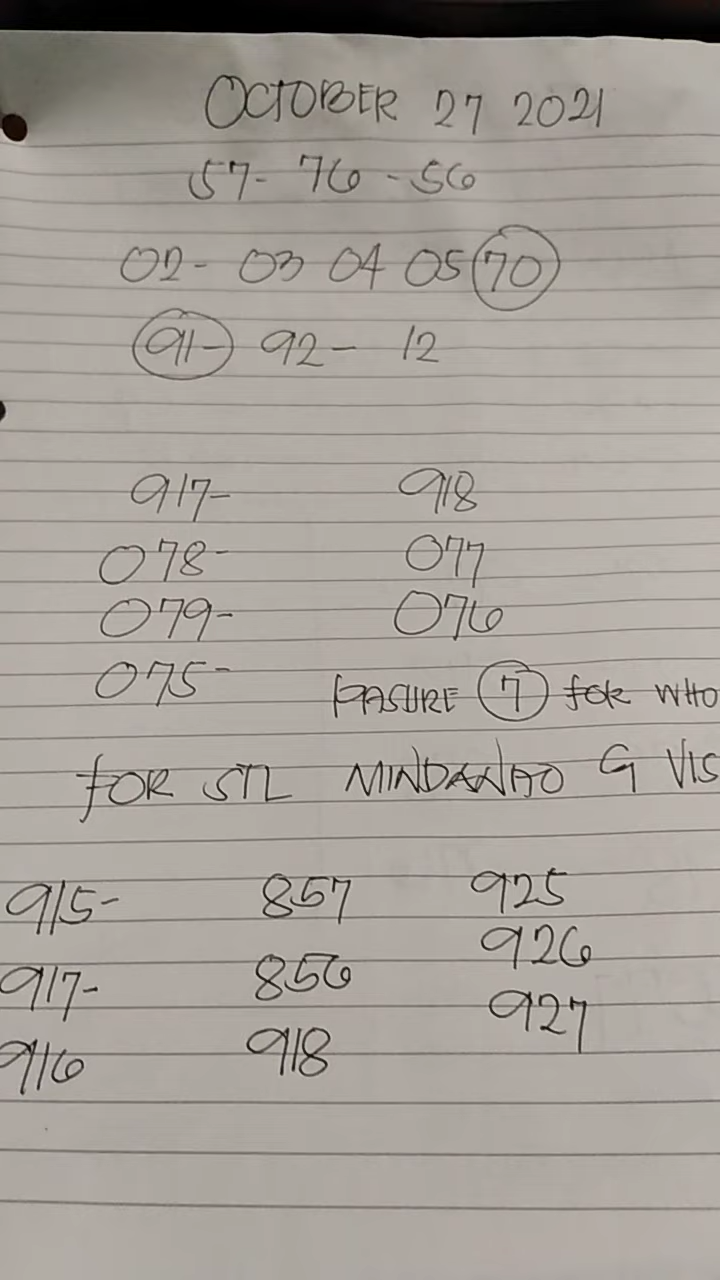 OCTOBER 27 2021
57- 76 - 56
02- 03 04 05 70
91- 92- 12
917- 918
078- 077
079- 076
075-
PASURE 7 FOR WHO
FOR STL MINDANAO G VIS
915- 857 925
917- 856 926
916 918 927